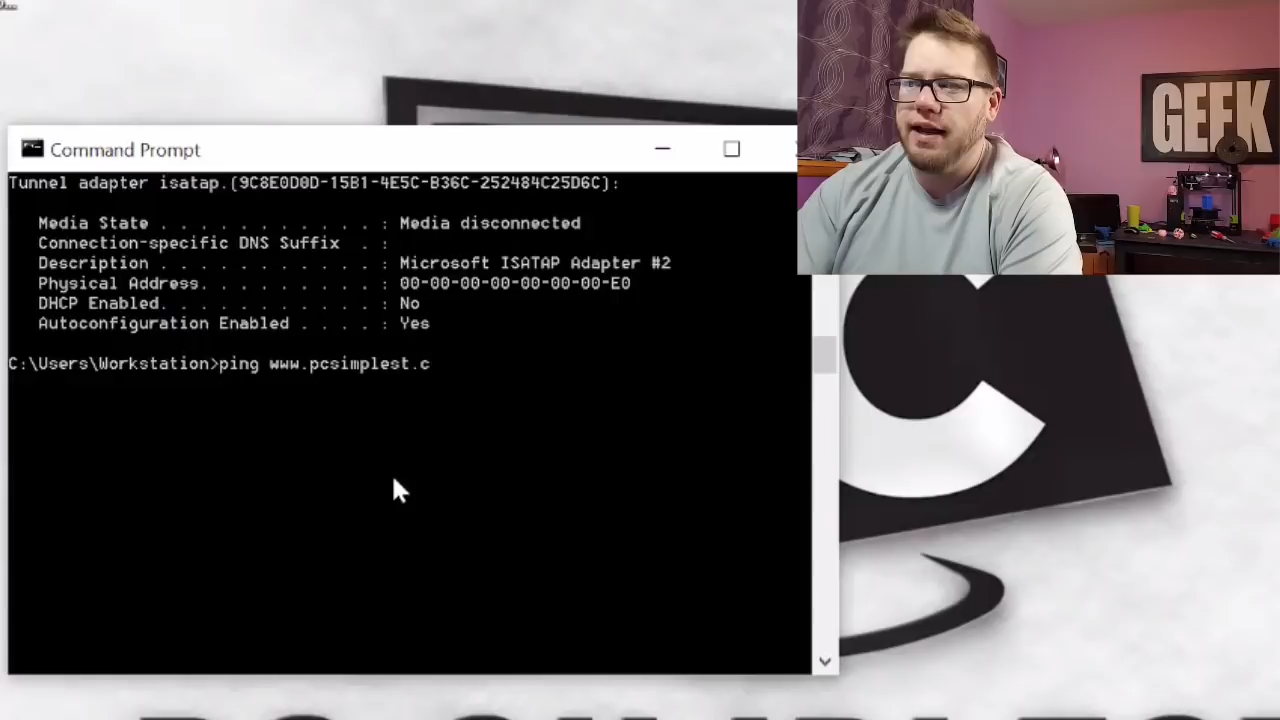 Command Prompt
Tunnel adapter isatap.{9C8E0D0D-15B1-4E5C-B36C-252484C25D6C}:
Media State . . . . . . . . . . . : Media disconnected
Connection-specific DNS Suffix  . :
Description . . . . . . . . . . . : Microsoft ISATAP Adapter #2
Physical Address. . . . . . . . . : 00-00-00-00-00-00-00-E0
DHCP Enabled. . . . . . . . . . . : No
Autoconfiguration Enabled . . . . : Yes
C:\Users\Workstation>ping www.pcsimplest.c
GEEK